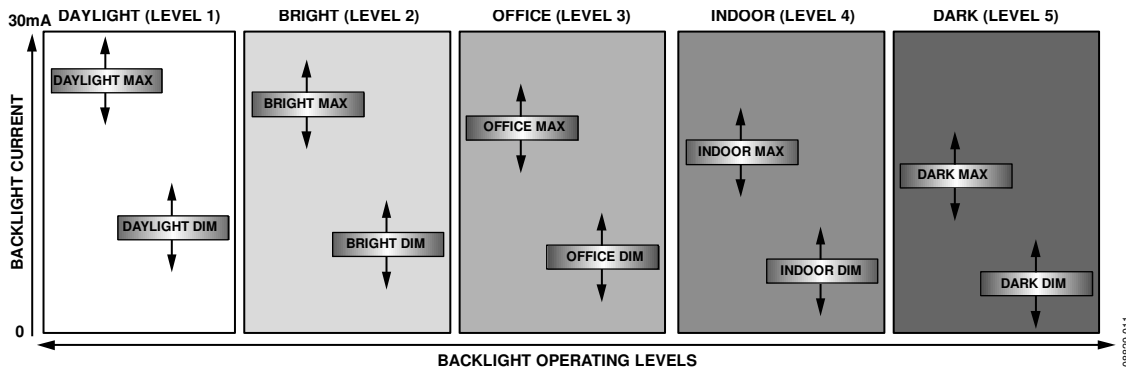 DAYLIGHT (LEVEL 1)
BRIGHT (LEVEL 2)
OFFICE (LEVEL 3)
INDOOR (LEVEL 4)
DARK (LEVEL 5)
30mA
BACKLIGHT CURRENT
0
DAYLIGHT MAX
DAYLIGHT DIM
BRIGHT MAX
BRIGHT DIM
OFFICE MAX
OFFICE DIM
INDOOR MAX
INDOOR DIM
DARK MAX
DARK DIM
BACKLIGHT OPERATING LEVELS